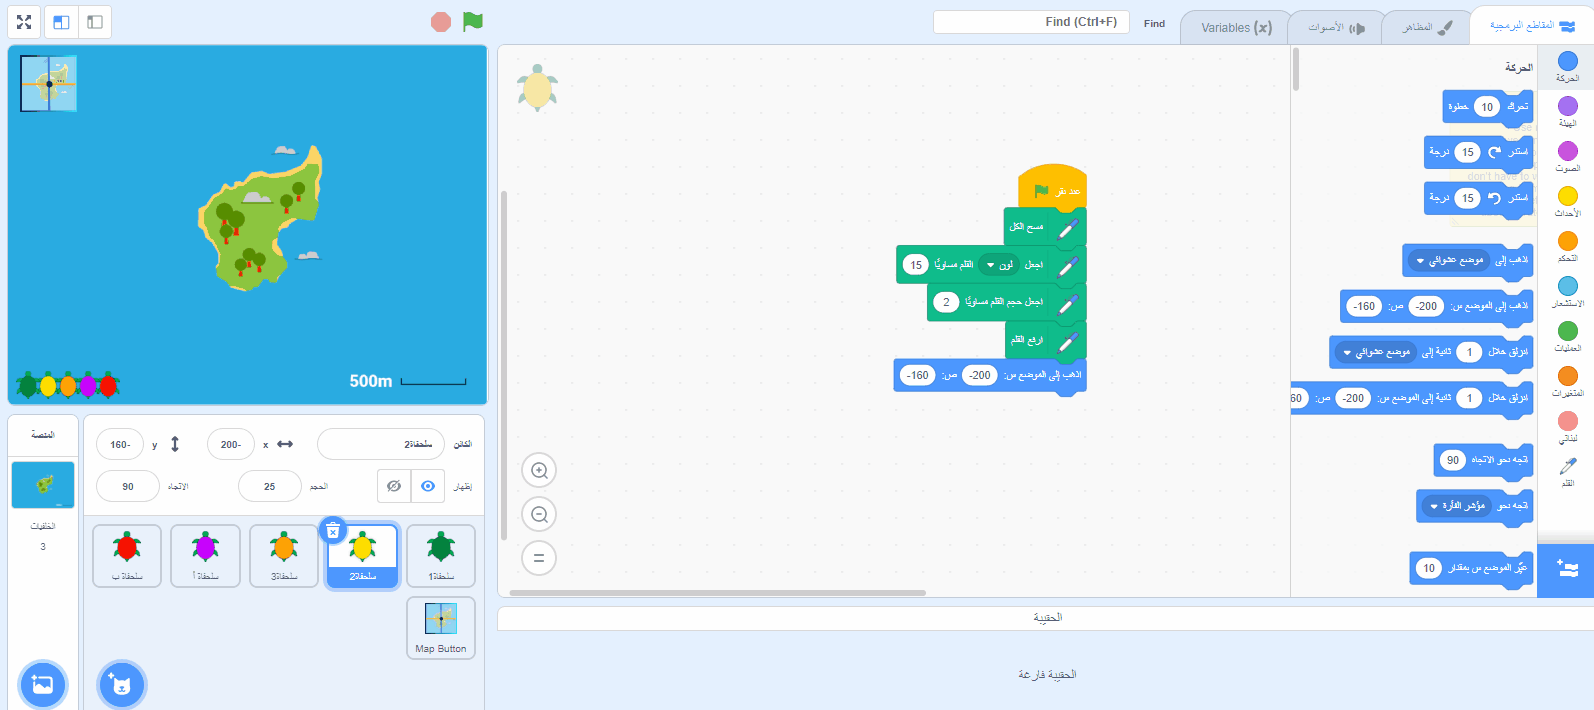 المقاطع البرمجية
المظاهر
الأصوات
Variables (x)
Find
Find (Ctrl+F)
الحركة
الهيئة
الصوت
الأحداث
التحكم
الاستشعار
العمليات
المتغيرات
لبناتي
القلم
الحركة
تحرك 10 خطوة
استدر 15 درجة
استدر 15 درجة
اذهب إلى موضع عشوائي
اذهب إلى الموضع س: -200 ص: -160
انزلق خلال 1 ثانية إلى موضع عشوائي
انزلق خلال 1 ثانية إلى الموضع س: -200 ص: 60
اتجه نحو الاتجاه 90
اتجه نحو مؤشر الفأرة
غيّر الموضع س بمقدار 10
don't have to
عند نقر
مسح الكل
اجعل لون القلم مساويًا 15
اجعل حجم القلم مساويًا 2
ارفع القلم
اذهب إلى الموضع س: -200 ص: -160
500m
الكائن سلحفاة2 x -200 y -160
إظهار الحجم 25 الاتجاه 90
سلحفاة1
سلحفاة2
سلحفاة3
سلحفاة أ
سلحفاة ب
Map Button
المنصة
الخلفيات
3
الحقيبة
الحقيبة فارغة